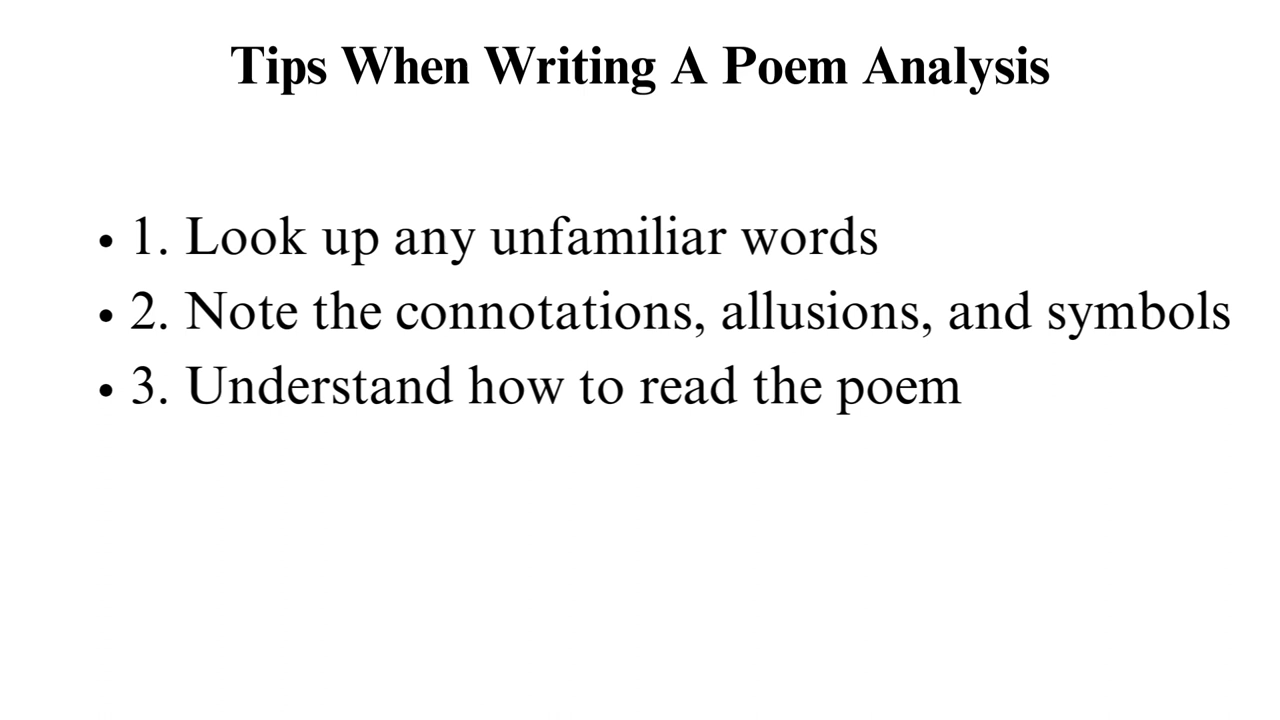 Tips When Writing A Poem Analysis
• 1. Look up any unfamiliar words
• 2. Note the connotations, allusions, and symbols
• 3. Understand how to read the poem